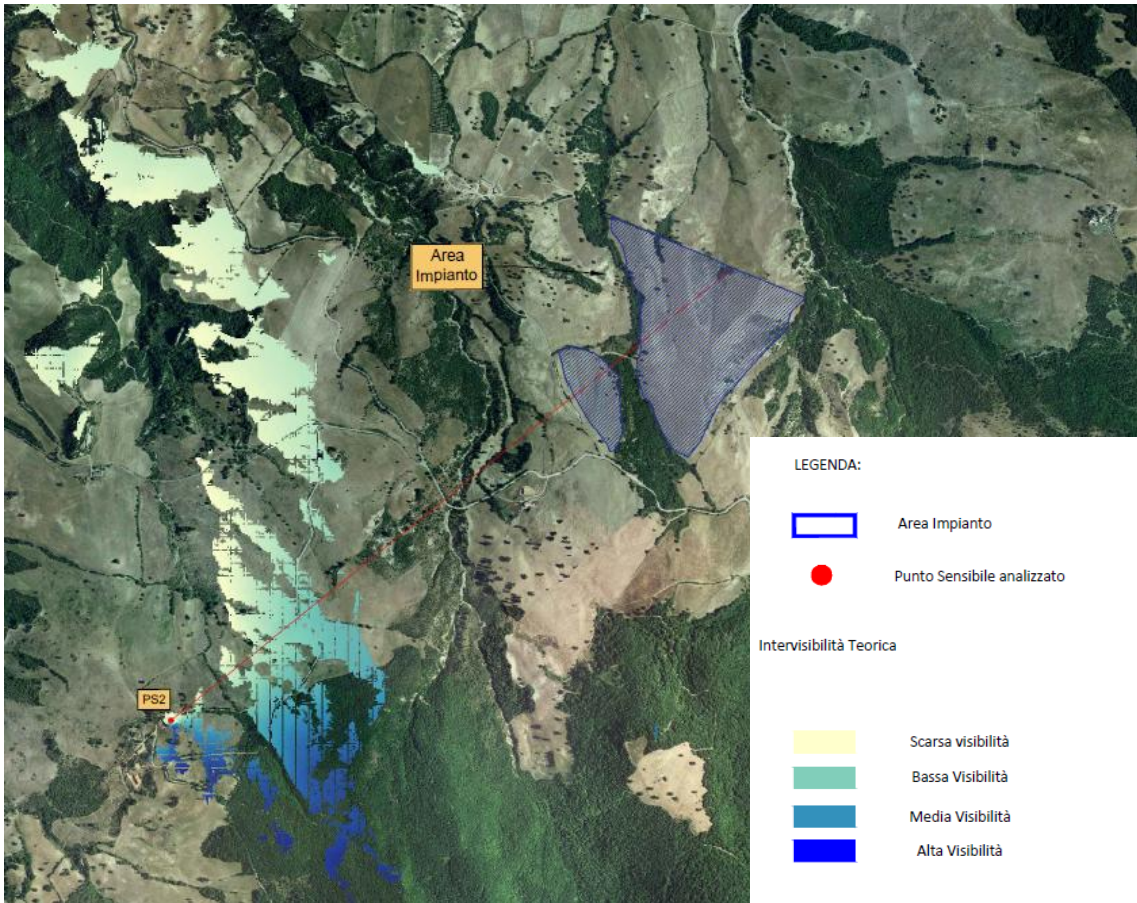 Area
Impianto
PS2
LEGENDA:
Area Impianto
Punto Sensibile analizzato
Intervisibilità Teorica
Scarsa visibilità
Bassa Visibilità
Media Visibilità
Alta Visibilità